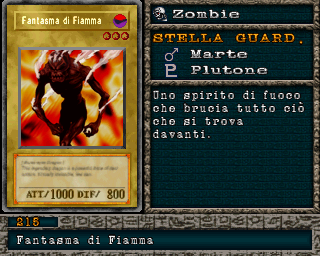 Fantasma di Fiamma
ATT/1000 DIF/ 800
Zombie
STELLA GUARD.
♂ Marte
♇ Plutone
Uno spirito di fuoco
che brucia tutto ciò
che si trova
davanti.
215
Fantasma di Fiamma